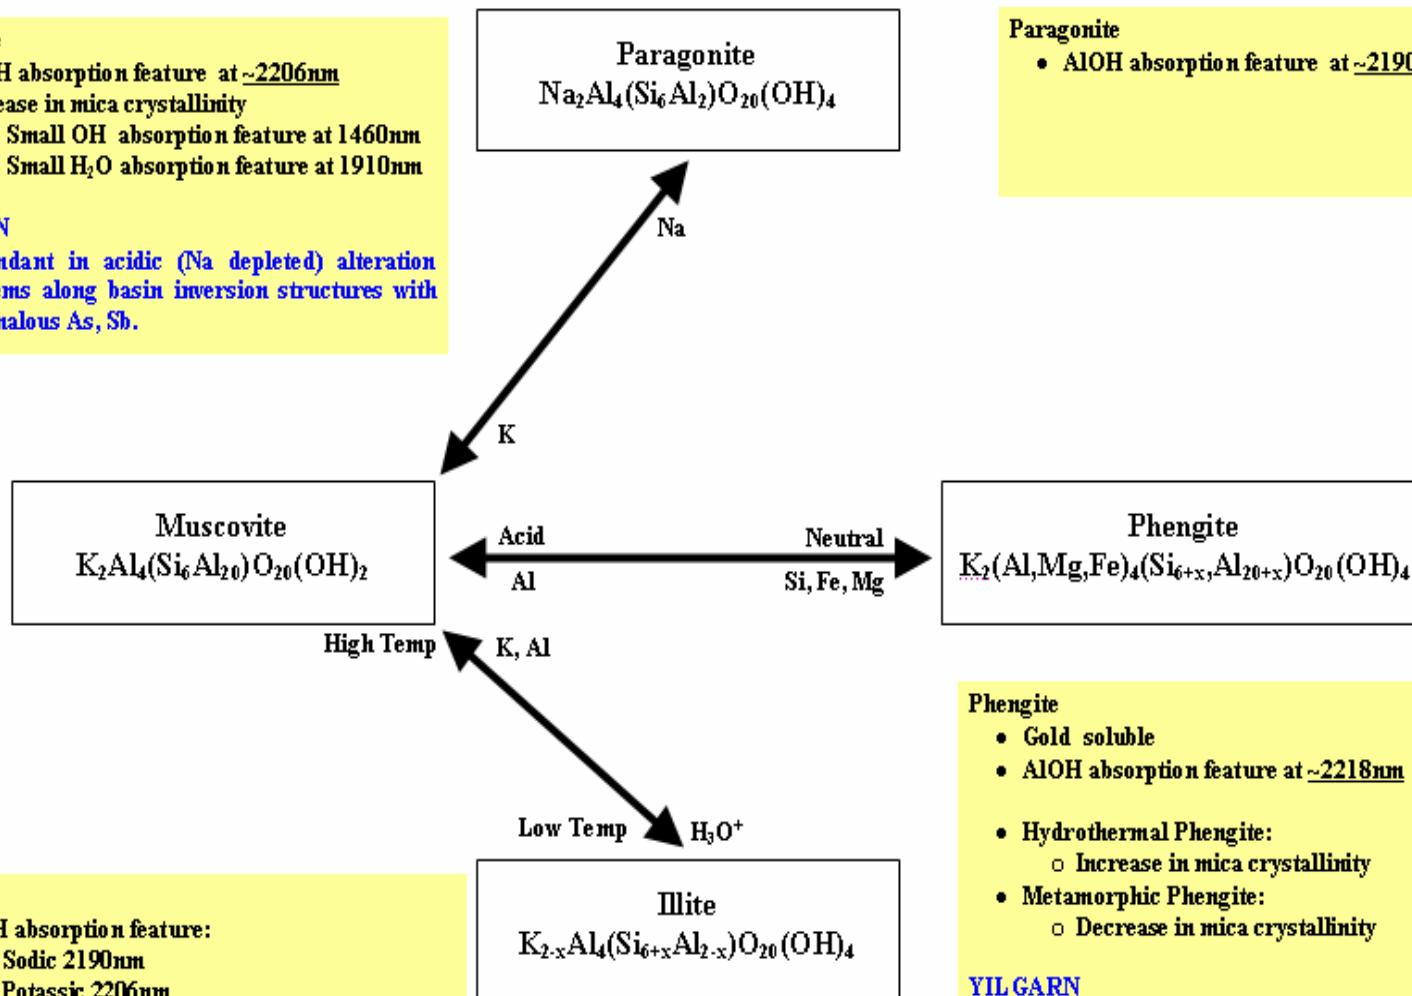 H absorption feature at ~2206nm
ease in mica crystallinity
Small OH absorption feature at 1460nm
Small H₂O absorption feature at 1910nm
N
ndant in acidic (Na depleted) alteration
ems along basin inversion structures with
nalous As, Sb.
Paragonite
Na₂Al₄(Si₆Al₂)O₂₀(OH)₄
Paragonite
• AlOH absorption feature at ~2190
Na
K
Muscovite
K₂Al₄(Si₆Al₂₀)O₂₀(OH)₂
Acid
Neutral
Al
Si, Fe, Mg
Phengite
K₂(Al,Mg,Fe)₄(Si₆₊ₓ,Al₂₀₊ₓ)O₂₀(OH)₄
High Temp
K, Al
Low Temp
H₃O⁺
Illite
K₂₋ₓAl₄(Si₆₊ₓAl₂₋ₓ)O₂₀(OH)₄
H absorption feature:
Sodic 2190nm
Potassic 2206nm
Phengite
• Gold soluble
• AlOH absorption feature at ~2218nm
• Hydrothermal Phengite:
o Increase in mica crystallinity
• Metamorphic Phengite:
o Decrease in mica crystallinity
YILGARN